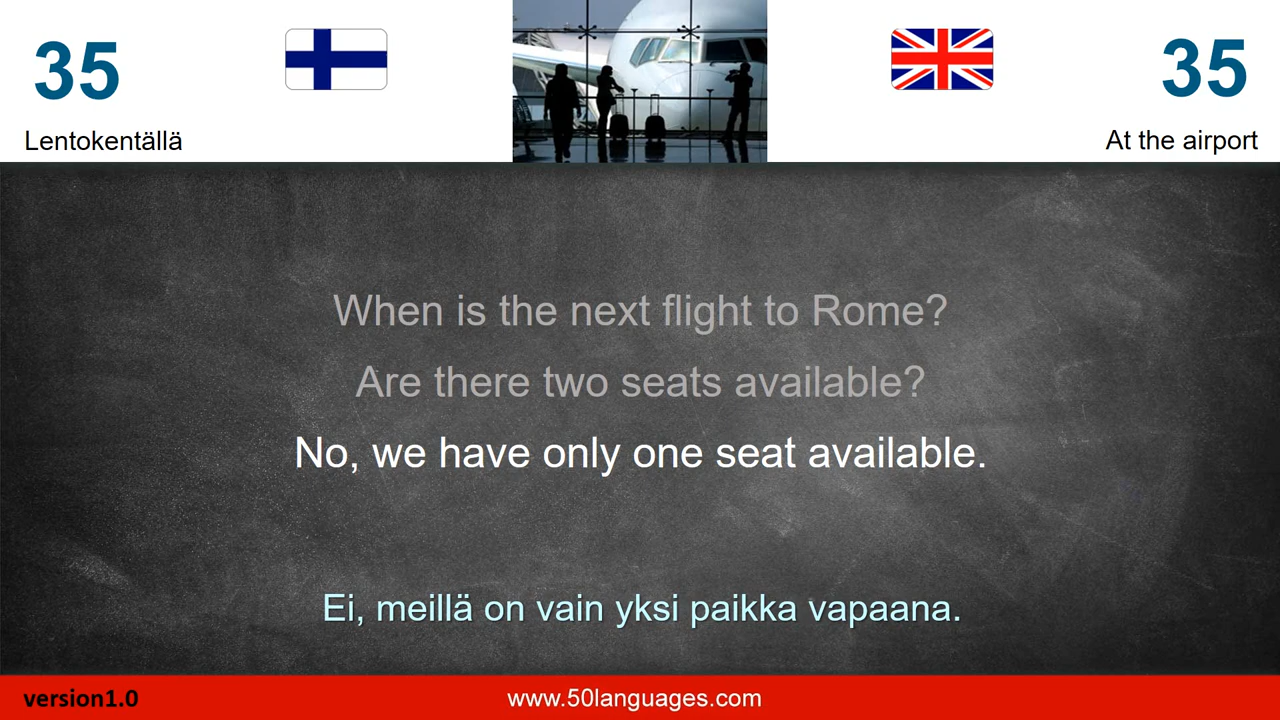 35
35
Lentokentällä
At the airport
When is the next flight to Rome?
Are there two seats available?
No, we have only one seat available.
Ei, meillä on vain yksi paikka vapaana.
version1.0
www.50languages.com